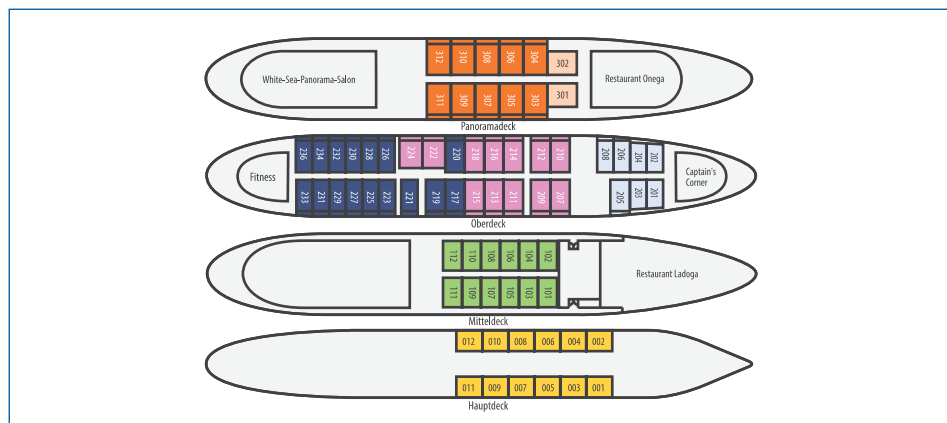 312 310 308 306 304
302
White-Sea-Panorama-Salon
Restaurant Onega
301
311 309 307 305 303
Panoramadeck
236 234 232 230 228 226 224 222 220 218 216 214 212 210 208 206 204 202
Fitness
Captain's
Corner
233 231 229 227 225 223 221 219 217 215 213 211 209 207 205 203 201
Oberdeck
112 110 108 106 104 102
Restaurant Ladoga
111 109 107 105 103 101
Mitteldeck
012 010 008 006 004 002
011 009 007 005 003 001
Hauptdeck